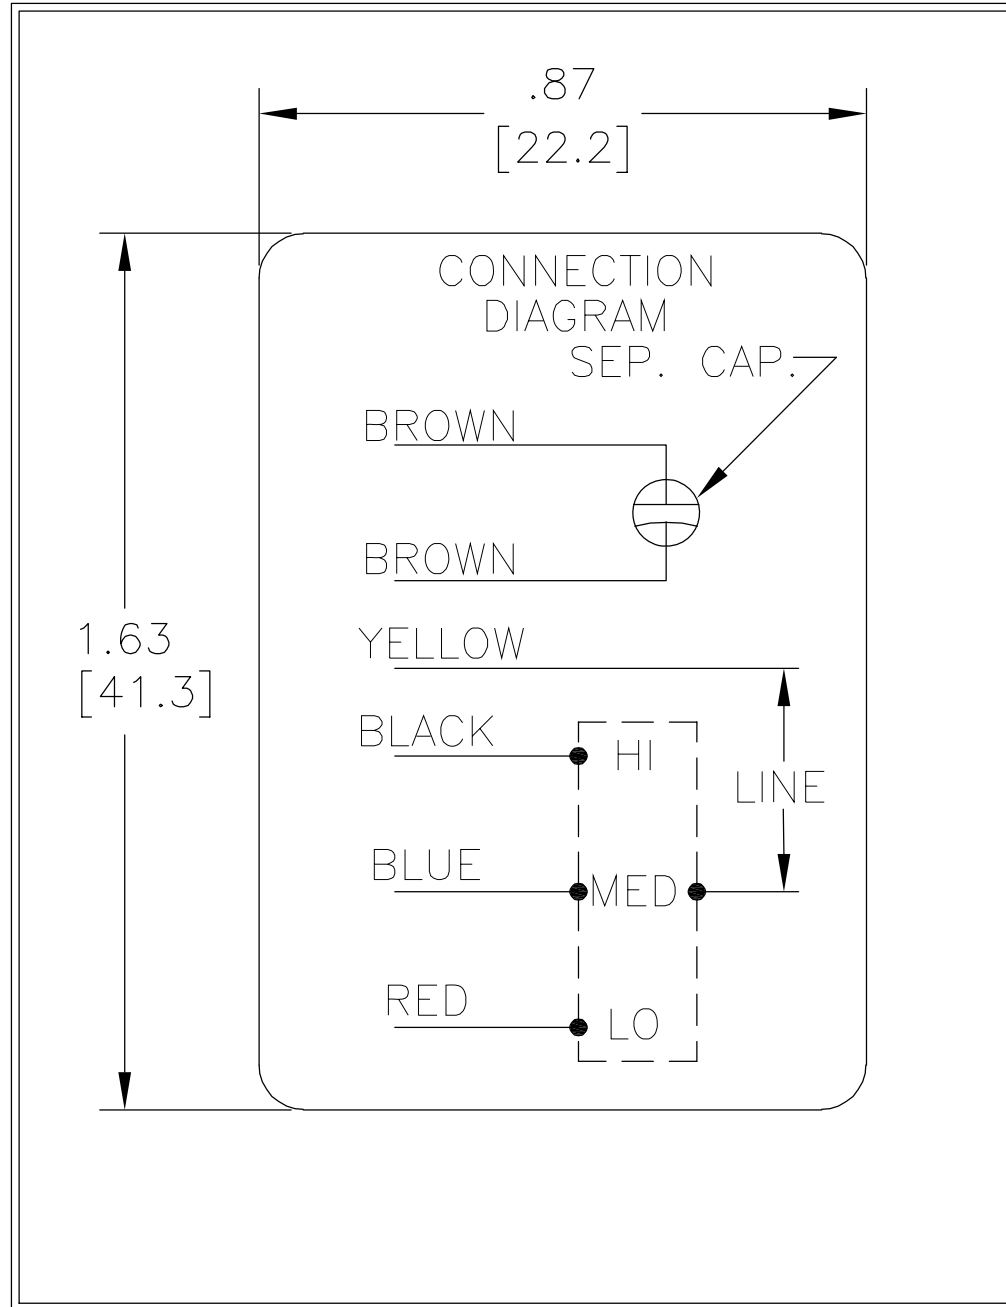 .87
[22.2]
CONNECTION
DIAGRAM
SEP. CAP.
BROWN
BROWN
YELLOW
1.63
[41.3]
BLACK
HI
LINE
BLUE
MED
RED
LO